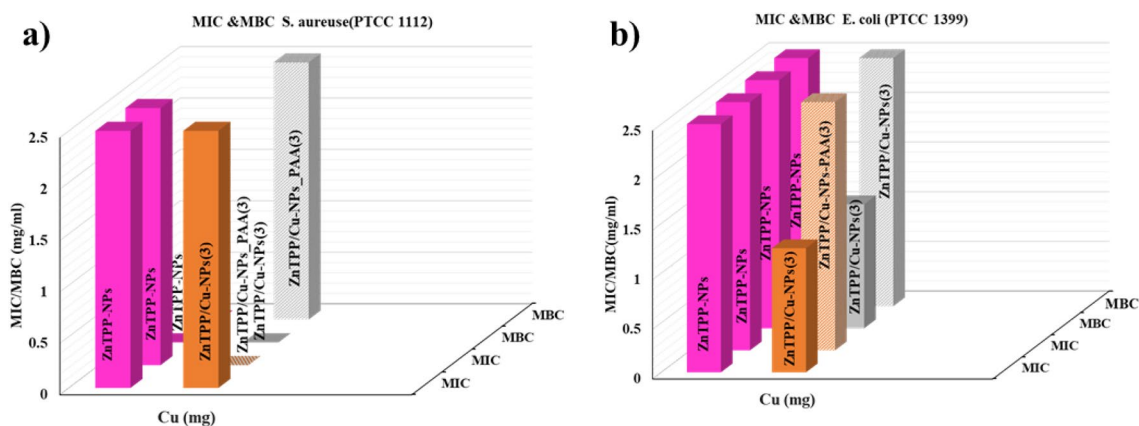 a)
MIC &MBC S. aureuse(PTCC 1112)
2.5
2
1.5
1
0.5
0
MIC/MBC (mg/ml)
ZnTPP-NPs
ZnTPP-NPs
ZnTPP-NPs
ZnTPP/Cu-NPs(3)
ZnTPP/Cu-NPs_PAA(3)
ZnTPP/Cu-NPs(3)
ZnTPP/Cu-NPs_PAA(3)
MBC
MBC
MIC
MIC
Cu (mg)
b)
MIC &MBC E. coli (PTCC 1399)
2.5
2
1.5
1
0.5
0
MIC/MBC(mg/ml)
ZnTPP-NPs
ZnTPP-NPs
ZnTPP-NPs
ZnTPP-NPs
ZnTPP/Cu-NPs(3)
ZnTPP/Cu-NPs-PAA(3)
ZnTPP/Cu-NPs(3)
ZnTPP/Cu-NPs(3)
MBC
MBC
MIC
MIC
Cu (mg)